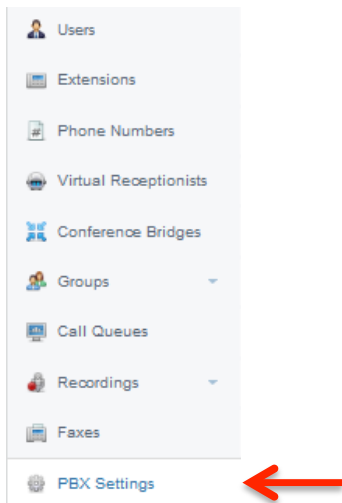 Users
Extensions
Phone Numbers
Virtual Receptionists
Conference Bridges
Groups
Call Queues
Recordings
Faxes
PBX Settings